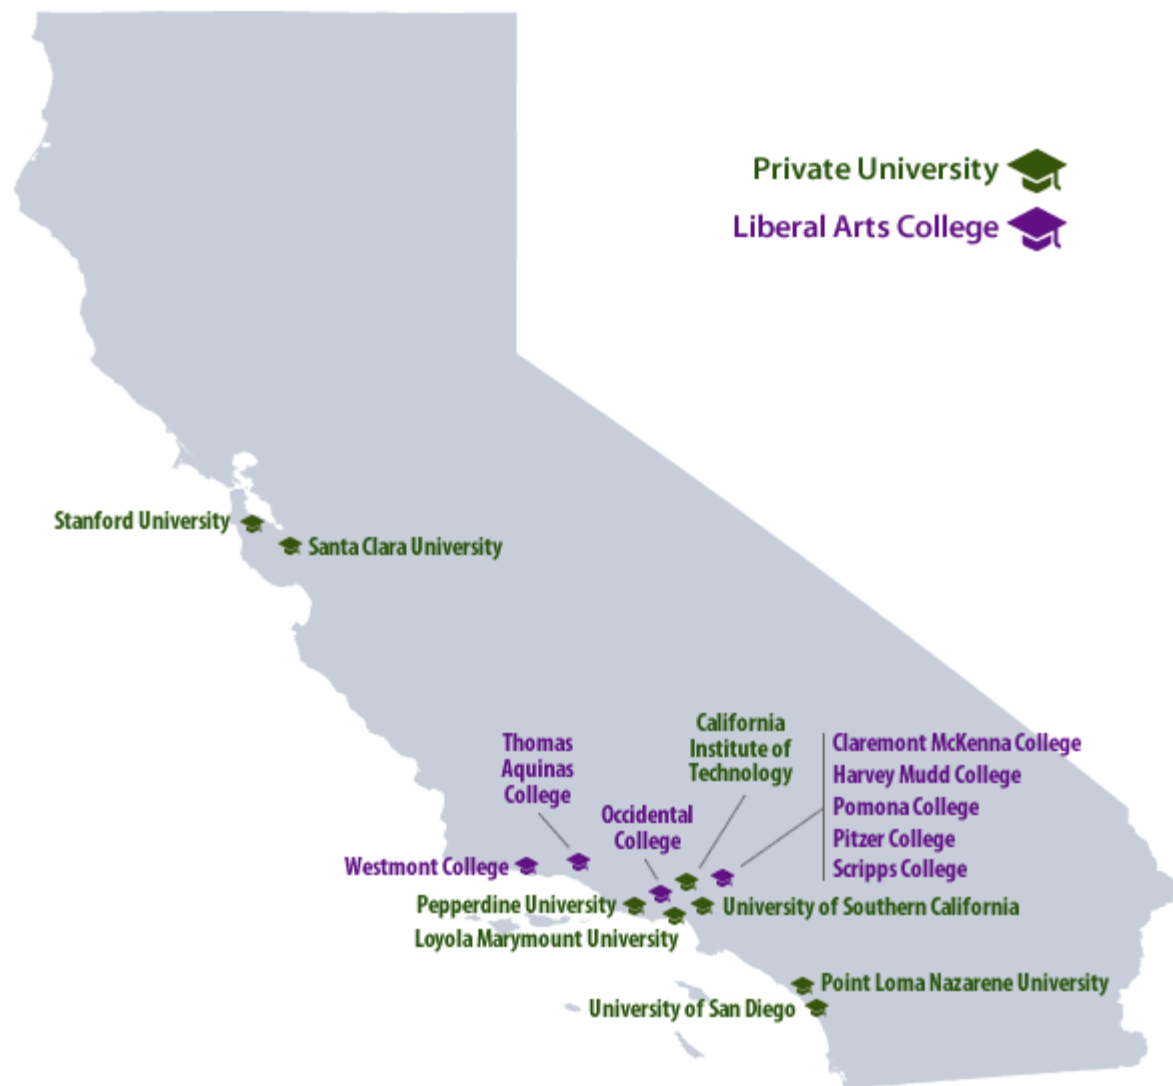 Private University
Liberal Arts College
Stanford University
Santa Clara University
Thomas
Aquinas
College
California
Institute of
Technology
Claremont McKenna College
Harvey Mudd College
Pomona College
Pitzer College
Scripps College
Occidental
College
Westmont College
Pepperdine University
University of Southern California
Loyola Marymount University
Point Loma Nazarene University
University of San Diego